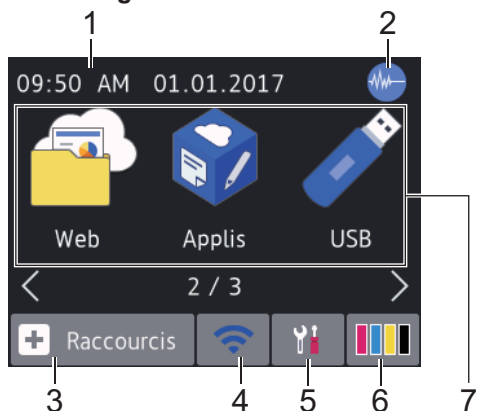 1 2
09:50 AM 01.01.2017
Web Applis USB
2 / 3
Raccourcis
3 4 5 6 7